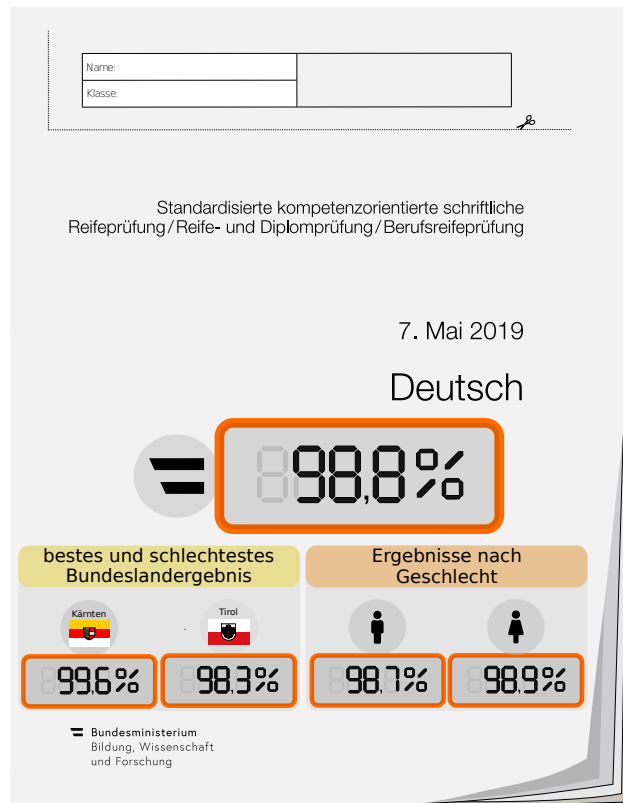 Name:
Klasse:
Standardisierte kompetenzorientierte schriftliche
Reifeprüfung/Reife- und Diplomprüfung/Berufsreifeprüfung
7. Mai 2019
Deutsch
98,8%
bestes und schlechtestes
Bundeslandergebnis
Kärnten
99,6%
Tirol
98,3%
Ergebnisse nach
Geschlecht
98,7%
98,9%
Bundesministerium
Bildung, Wissenschaft
und Forschung